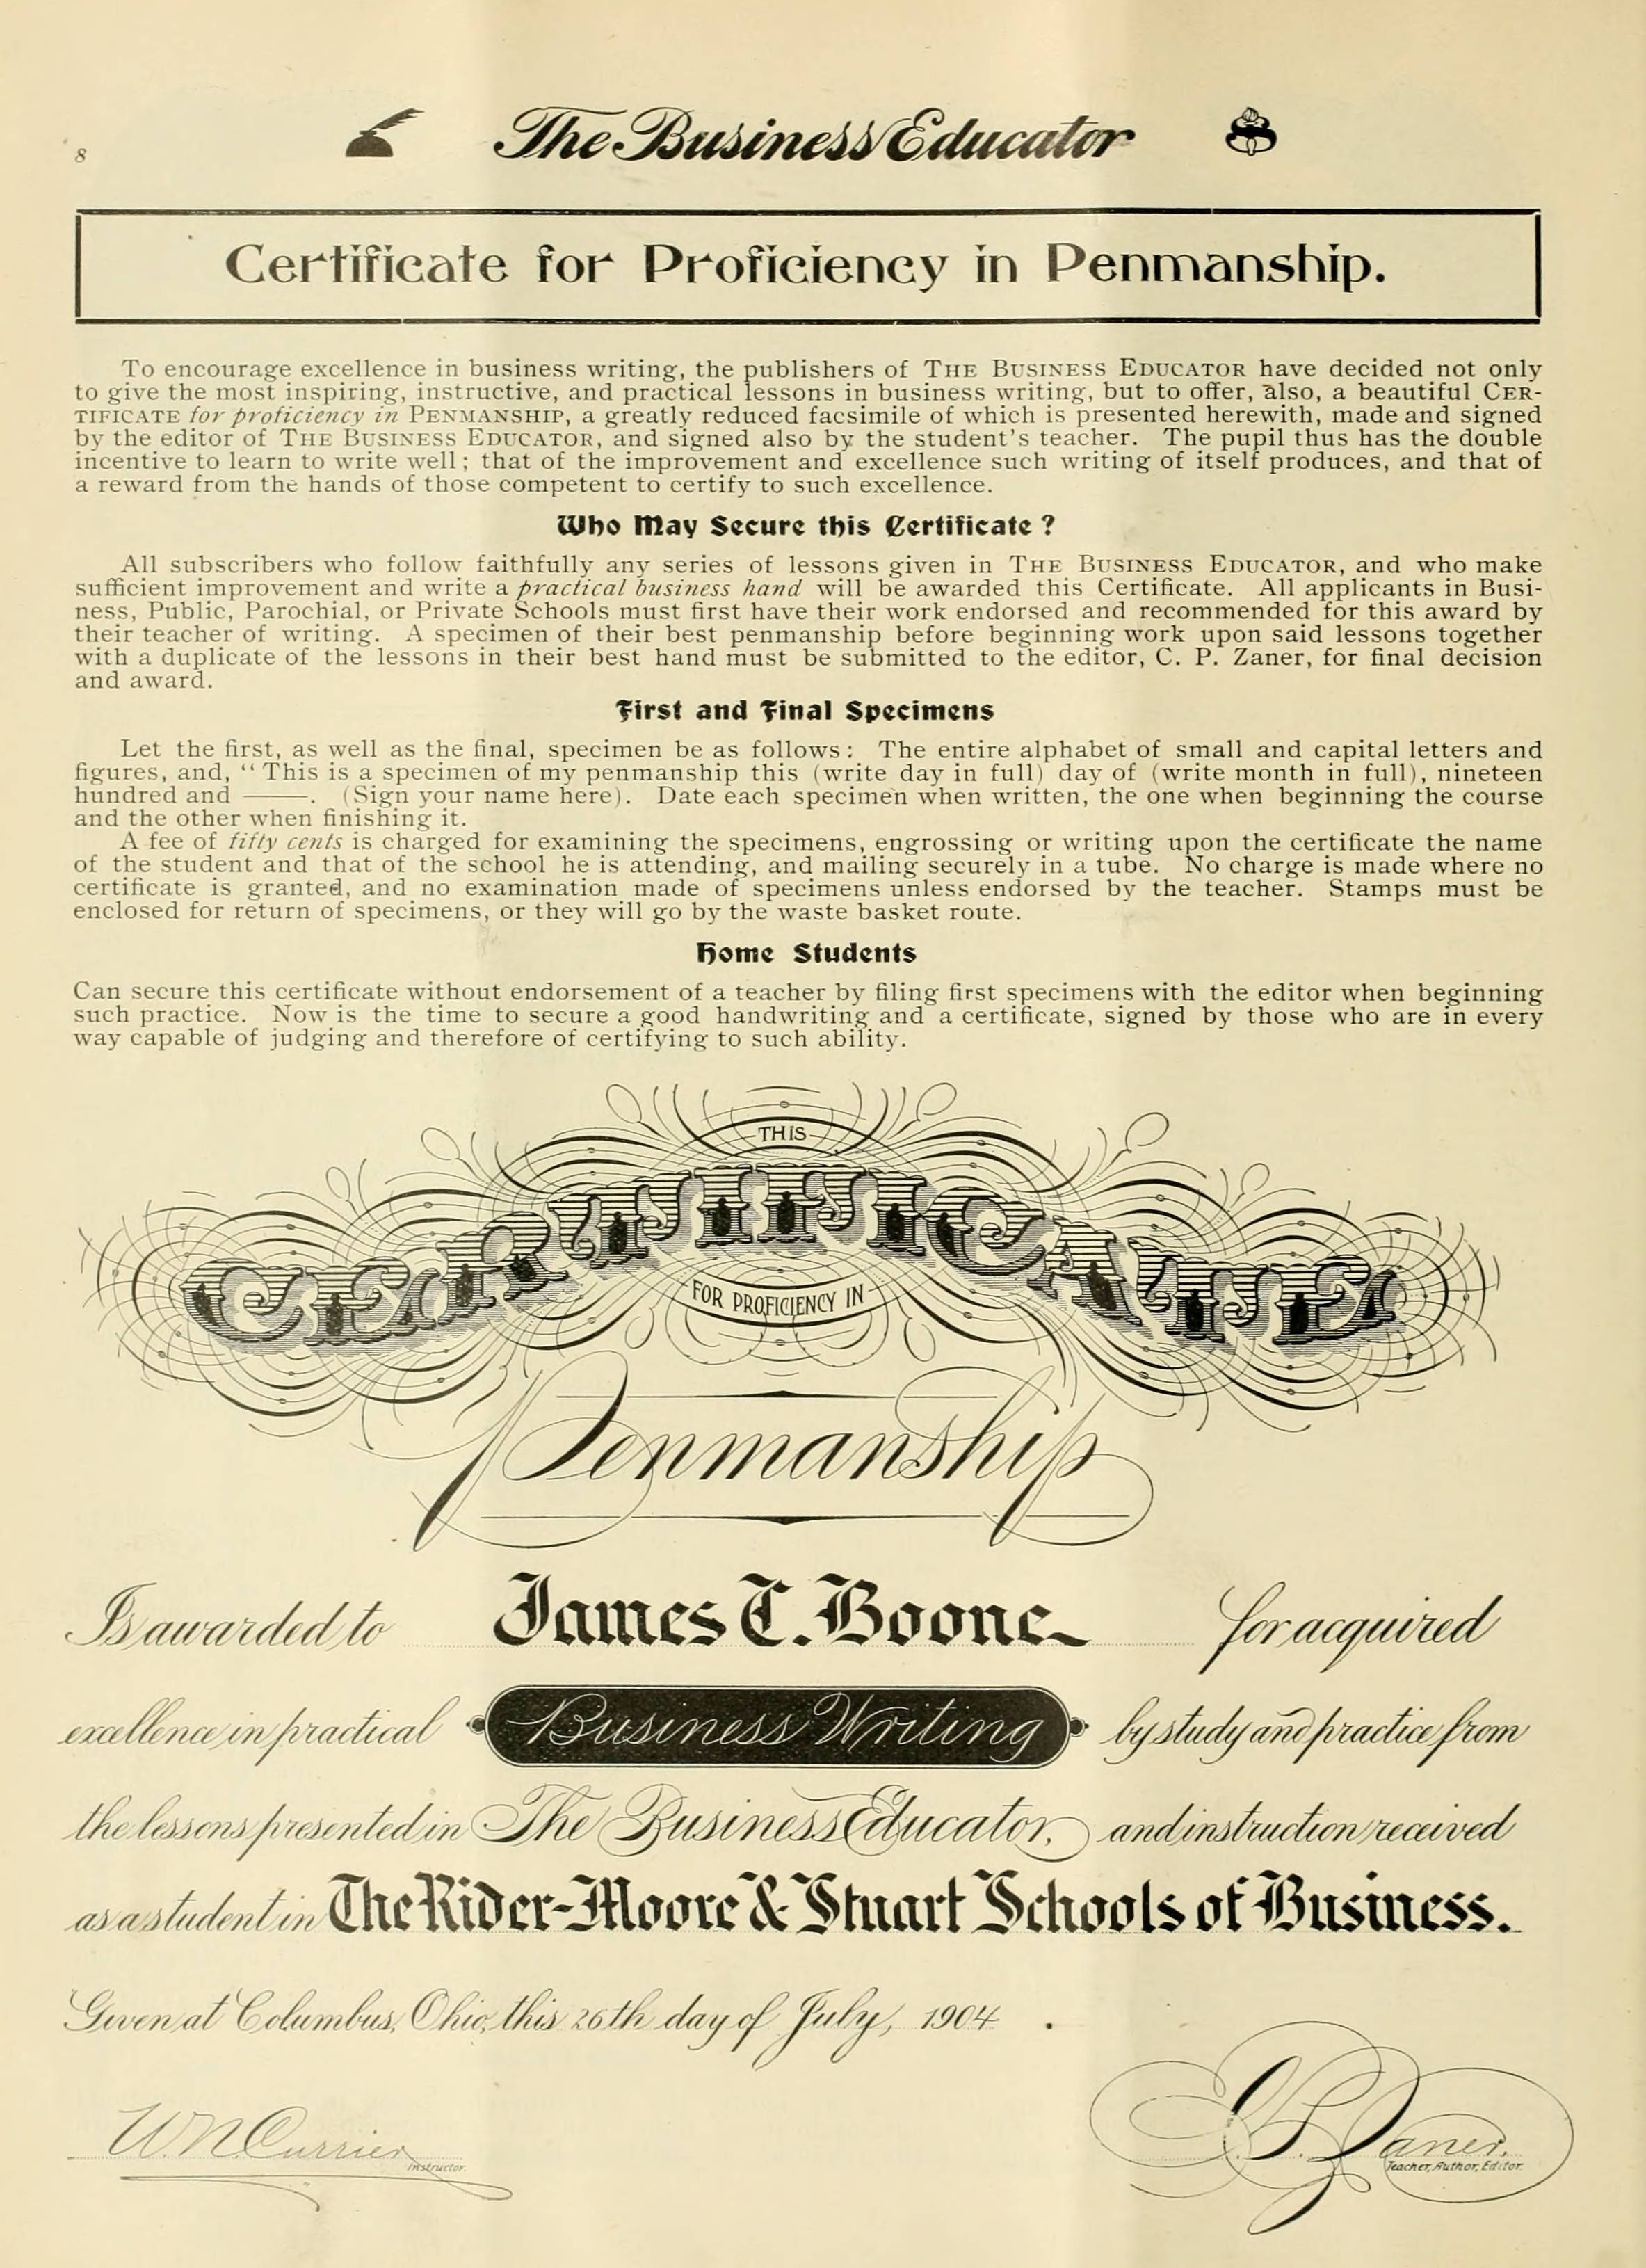 8
The Business Educator
Certificate for Proficiency in Penmanship.
To encourage excellence in business writing, the publishers of THE BUSINESS EDUCATOR have decided not only
to give the most inspiring, instructive, and practical lessons in business writing, but to offer, also, a beautiful CER-
TIFICATE for proficiency in PENMANSHIP, a greatly reduced facsimile of which is presented herewith, made and signed
by the editor of THE BUSINESS EDUCATOR, and signed also by the student's teacher. The pupil thus has the double
incentive to learn to write well; that of the improvement and excellence such writing of itself produces, and that of
a reward from the hands of those competent to certify to such excellence.
Who May Secure this Certificate?
All subscribers who follow faithfully any series of lessons given in THE BUSINESS EDUCATOR, and who make
sufficient improvement and write a practical business hand will be awarded this Certificate. All applicants in Busi-
ness, Public, Parochial, or Private Schools must first have their work endorsed and recommended for this award by
their teacher of writing. A specimen of their best penmanship before beginning work upon said lessons together
with a duplicate of the lessons in their best hand must be submitted to the editor, C. P. Zaner, for final decision
and award.
First and Final Specimens
Let the first, as well as the final, specimen be as follows: The entire alphabet of small and capital letters and
figures, and, "This is a specimen of my penmanship this (write day in full) day of (write month in full), nineteen
hundred and ——. (Sign your name here). Date each specimen when written, the one when beginning the course
and the other when finishing it.
A fee of fifty cents is charged for examining the specimens, engrossing or writing upon the certificate the name
of the student and that of the school he is attending, and mailing securely in a tube. No charge is made where no
certificate is granted, and no examination made of specimens unless endorsed by the teacher. Stamps must be
enclosed for return of specimens, or they will go by the waste basket route.
Home Students
Can secure this certificate without endorsement of a teacher by filing first specimens with the editor when beginning
such practice. Now is the time to secure a good handwriting and a certificate, signed by those who are in every
way capable of judging and therefore of certifying to such ability.
THIS
CERTIFICATE
FOR PROFICIENCY IN
Penmanship
Is awarded to James T. Boone for acquired
excellence in practical Business Writing by study and practice from
the lessons presented in The Business Educator, and instruction received
as a student in The Rider-Moore & Stuart Schools of Business.
Given at Columbus, Ohio, this 26th day of July, 1904.
W. N. Currier
Instructor.
C. P. Zaner.
Teacher, Author, Editor